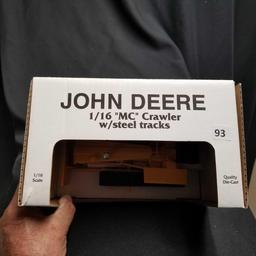 JOHN DEERE
1/16 "MC" Crawler
w/steel tracks
93
1/16
Scale
Quality
Die-Cast